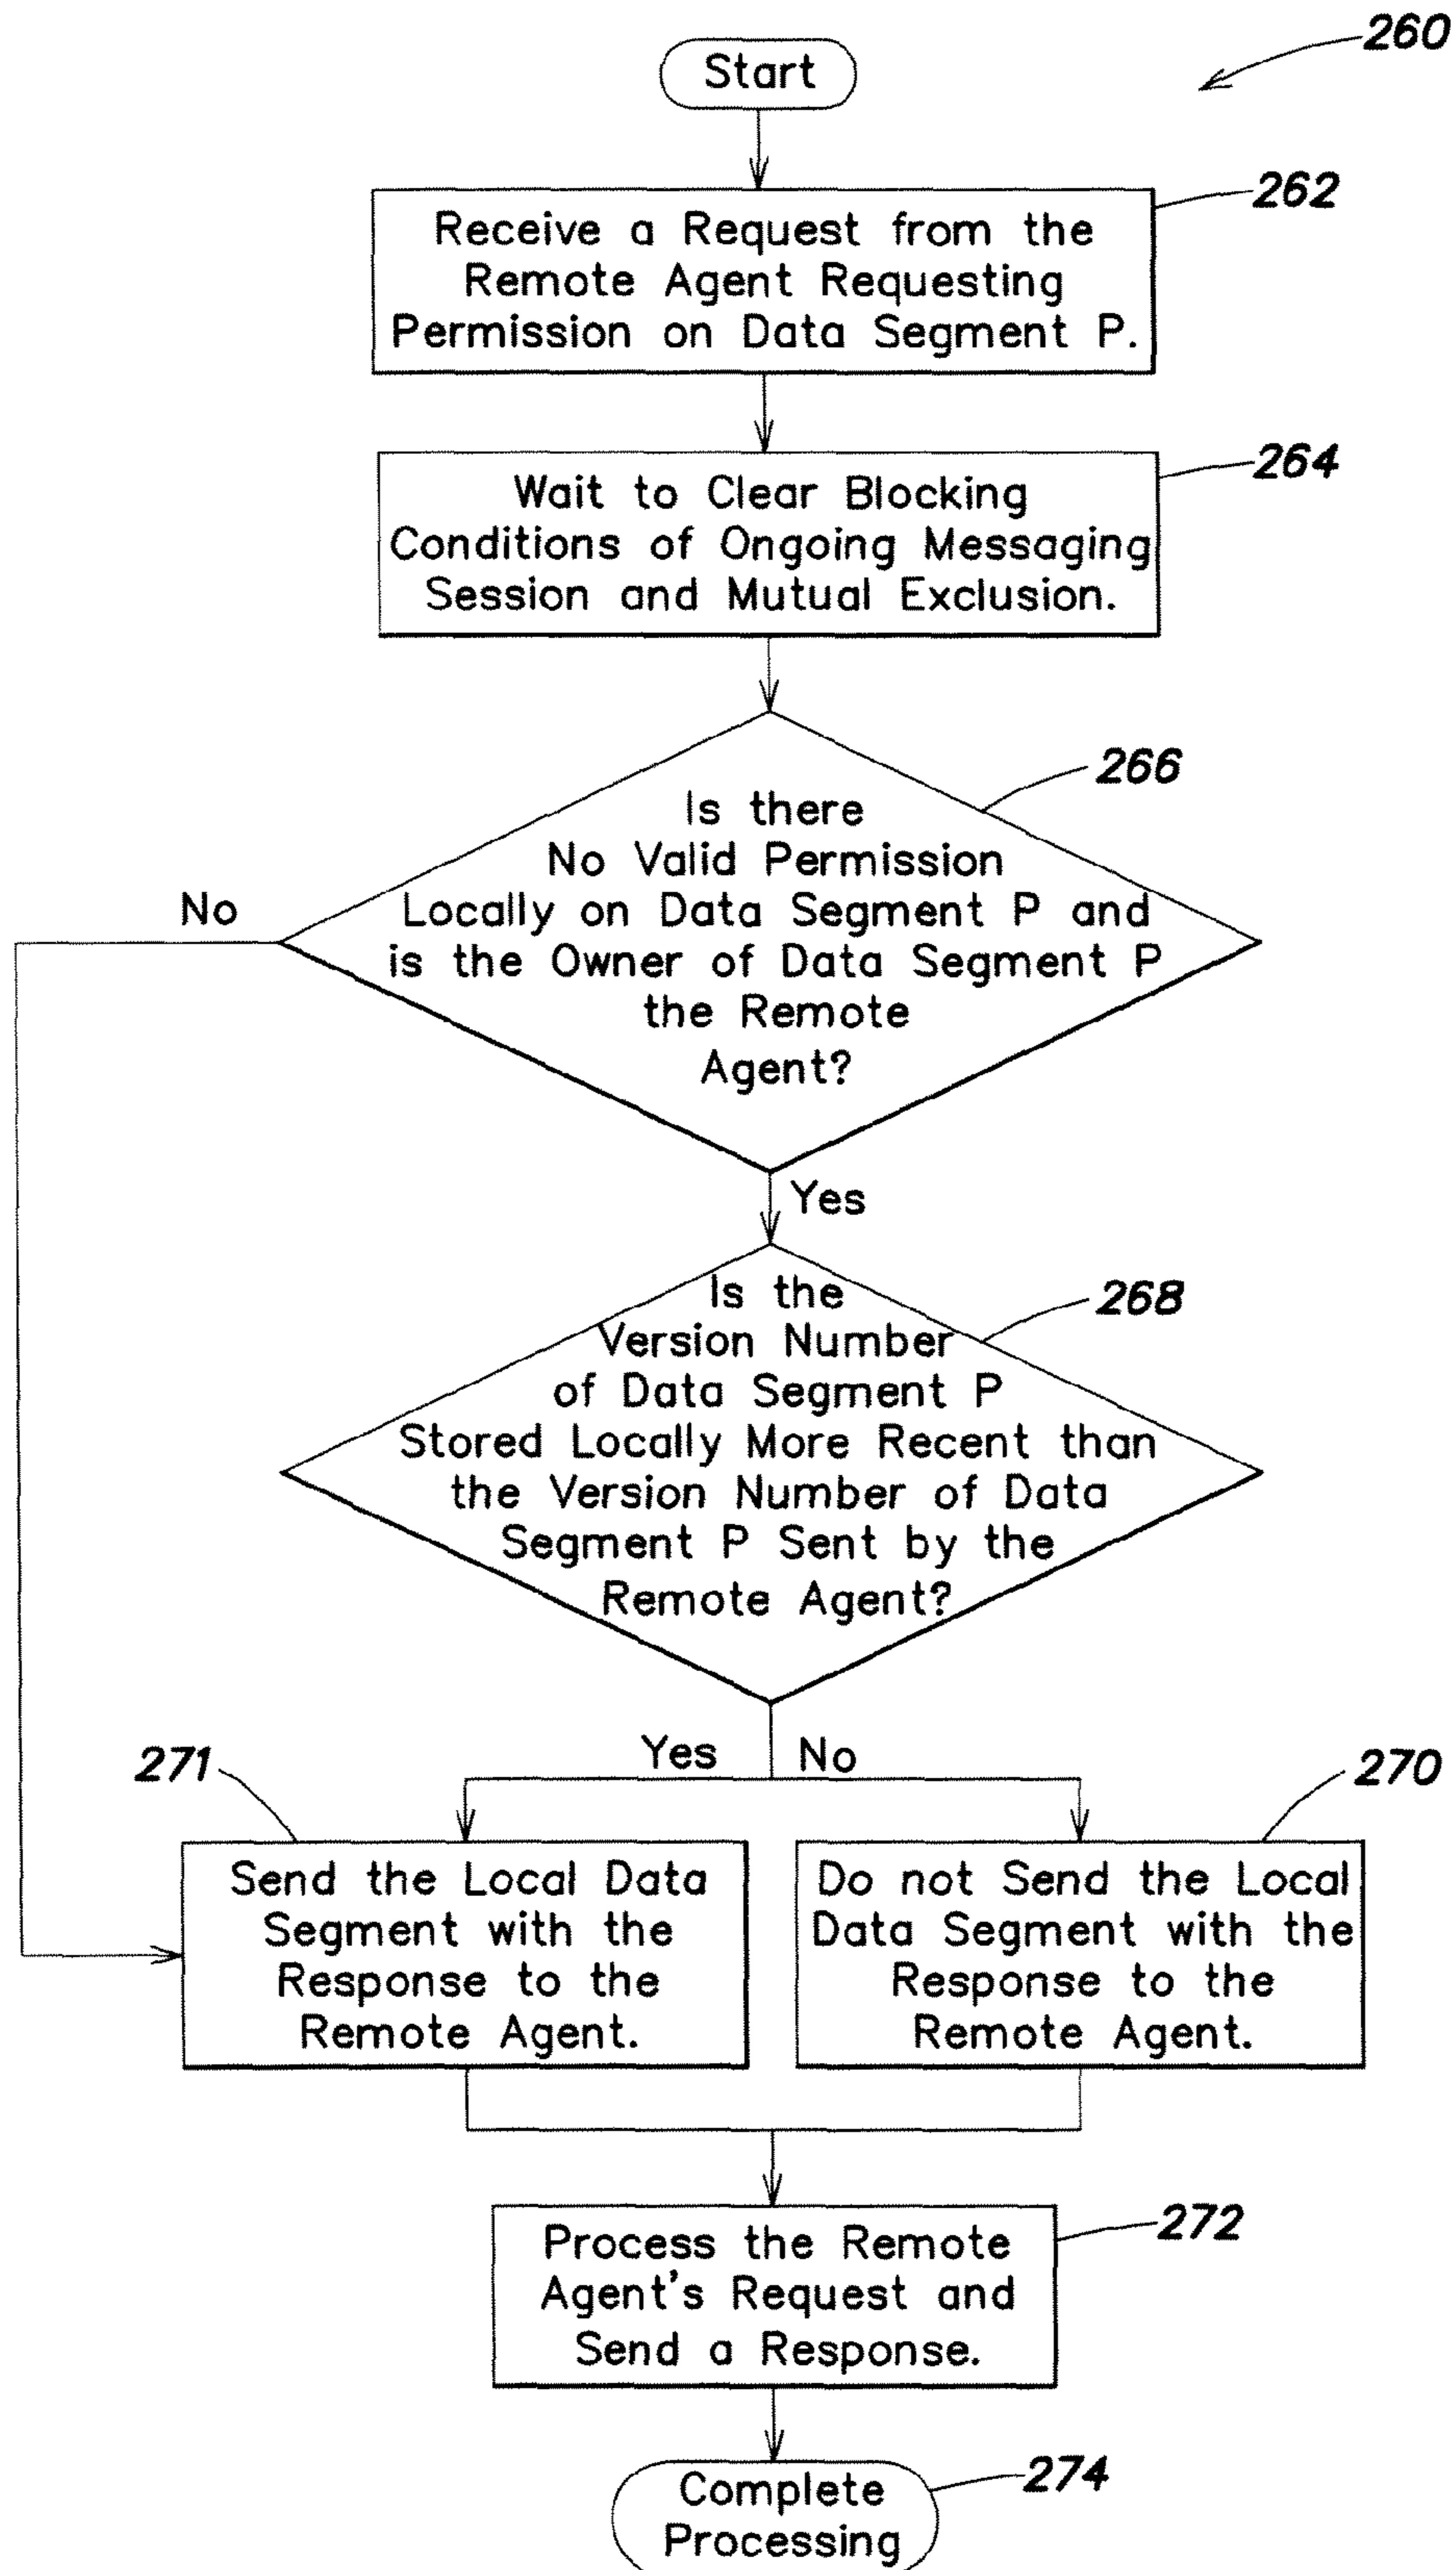 260
Start
262
Receive a Request from the
Remote Agent Requesting
Permission on Data Segment P.
264
Wait to Clear Blocking
Conditions of Ongoing Messaging
Session and Mutual Exclusion.
266
Is there
No Valid Permission
Locally on Data Segment P and
is the Owner of Data Segment P
the Remote
Agent?
No
Yes
268
Is the
Version Number
of Data Segment P
Stored Locally More Recent than
the Version Number of Data
Segment P Sent by the
Remote Agent?
Yes
No
271
270
Send the Local Data
Segment with the
Response to the
Remote Agent.
Do not Send the Local
Data Segment with the
Response to the
Remote Agent.
272
Process the Remote
Agent's Request and
Send a Response.
274
Complete
Processing